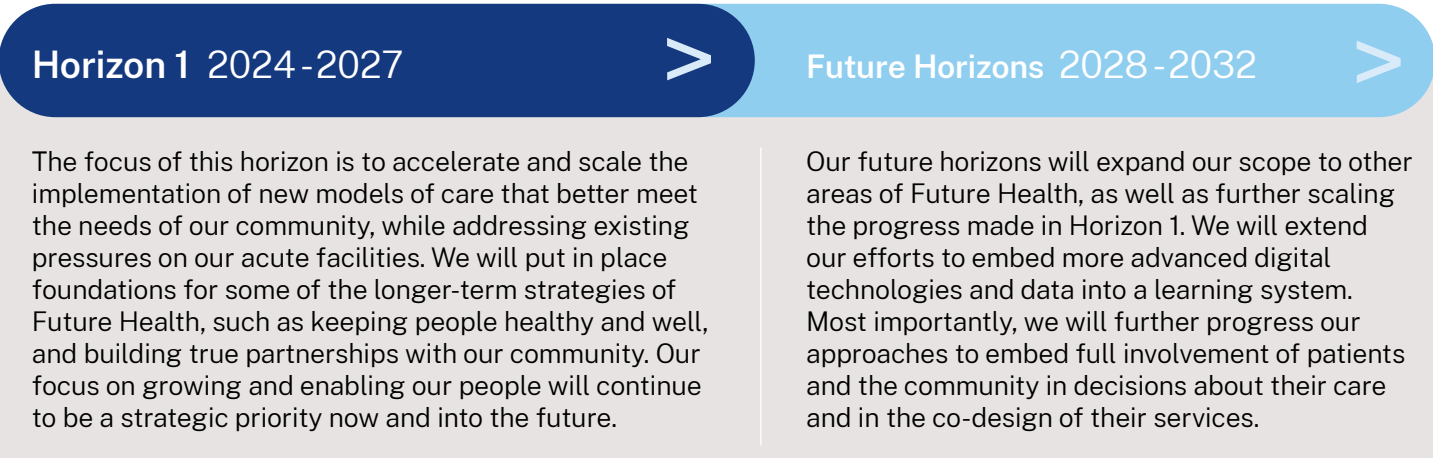 Horizon 1 2024-2027 >
The focus of this horizon is to accelerate and scale the
implementation of new models of care that better meet
the needs of our community, while addressing existing
pressures on our acute facilities. We will put in place
foundations for some of the longer-term strategies of
Future Health, such as keeping people healthy and well,
and building true partnerships with our community. Our
focus on growing and enabling our people will continue
to be a strategic priority now and into the future.
Future Horizons 2028-2032 >
Our future horizons will expand our scope to other
areas of Future Health, as well as further scaling
the progress made in Horizon 1. We will extend
our efforts to embed more advanced digital
technologies and data into a learning system.
Most importantly, we will further progress our
approaches to embed full involvement of patients
and the community in decisions about their care
and in the co-design of their services.